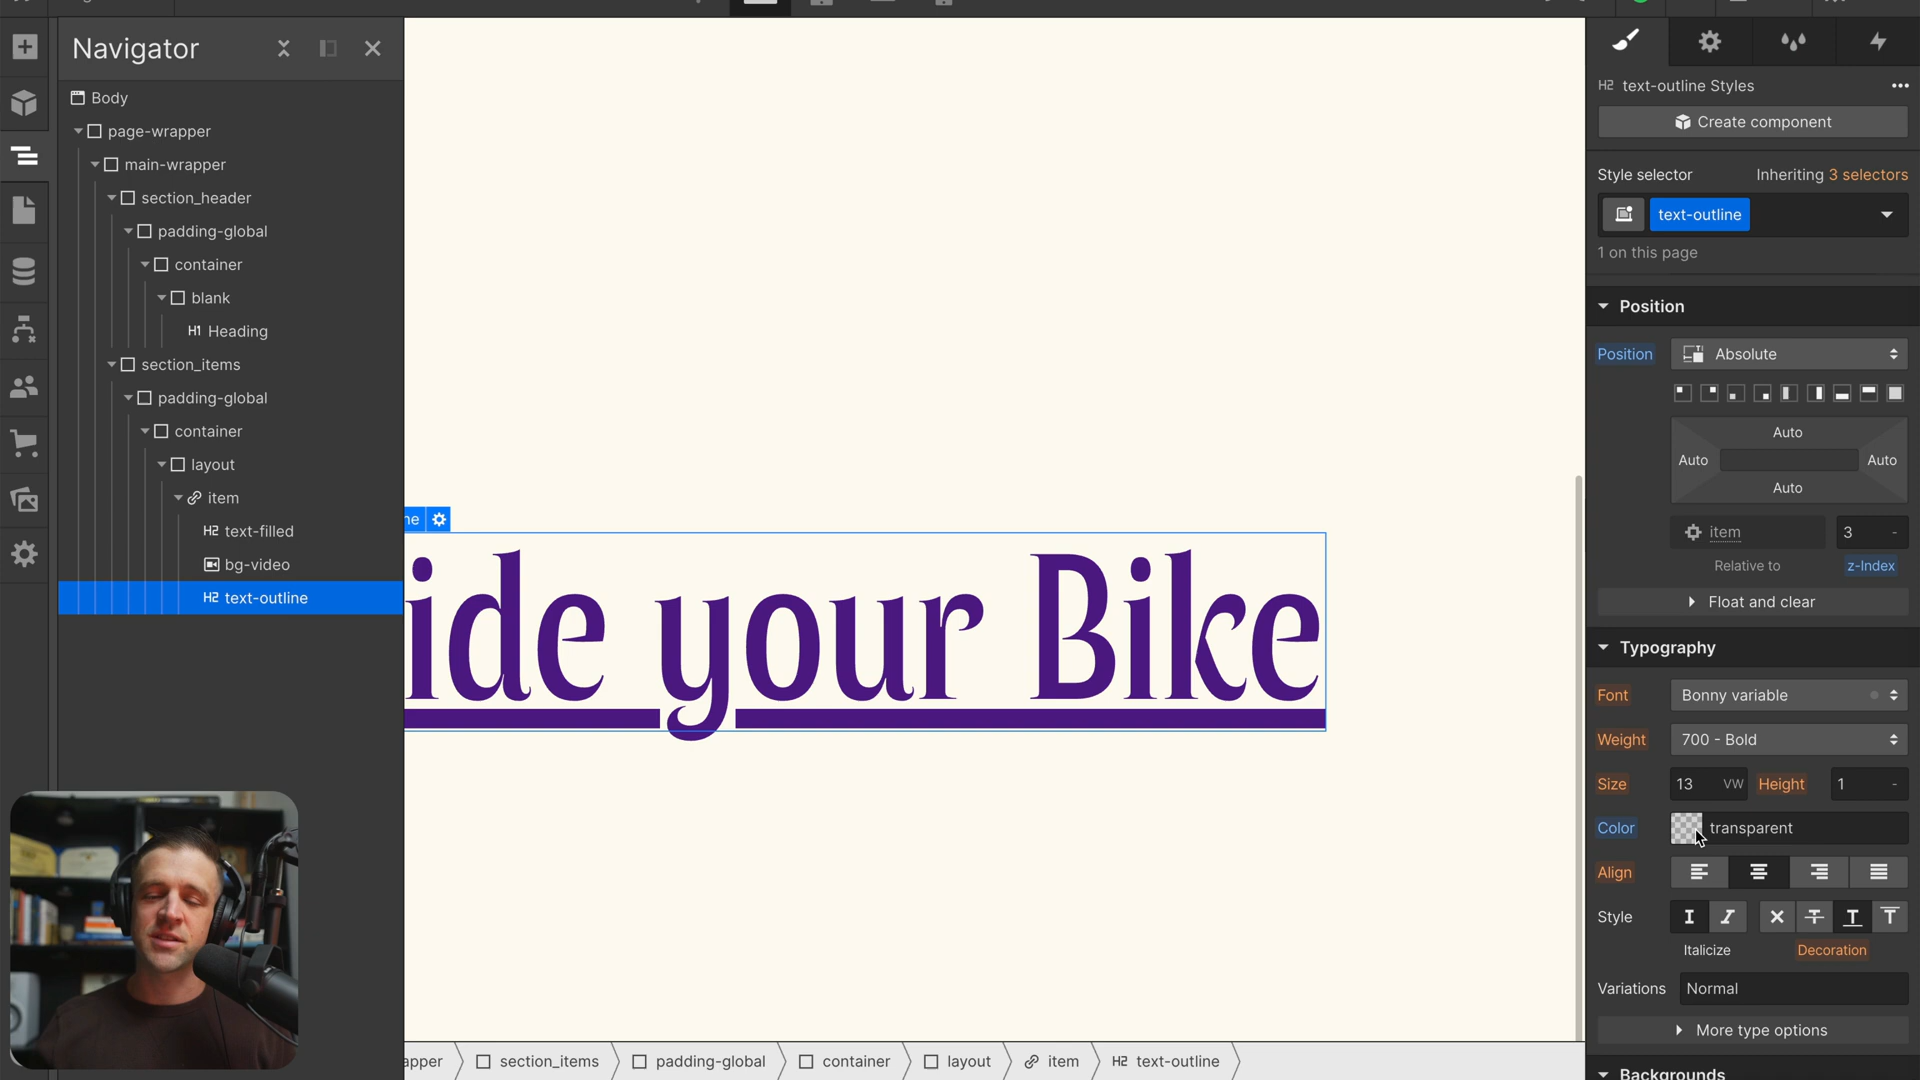 Navigator
Body
page-wrapper
main-wrapper
section_header
padding-global
container
blank
H1 Heading
section_items
padding-global
container
layout
item
H2 text-filled
bg-video
H2 text-outline
ne
ide your Bike
apper
section_items
padding-global
container
layout
item
H2 text-outline
H2 text-outline Styles
Create component
Style selector
Inheriting 3 selectors
text-outline
1 on this page
Position
Position
Absolute
Auto
Auto
Auto
Auto
item
3
-
Relative to
z-Index
Float and clear
Typography
Font
Bonny variable
Weight
700 - Bold
Size
13
VW
Height
1
-
Color
transparent
Align
Style
Italicize
Decoration
Variations
Normal
More type options
Backgrounds